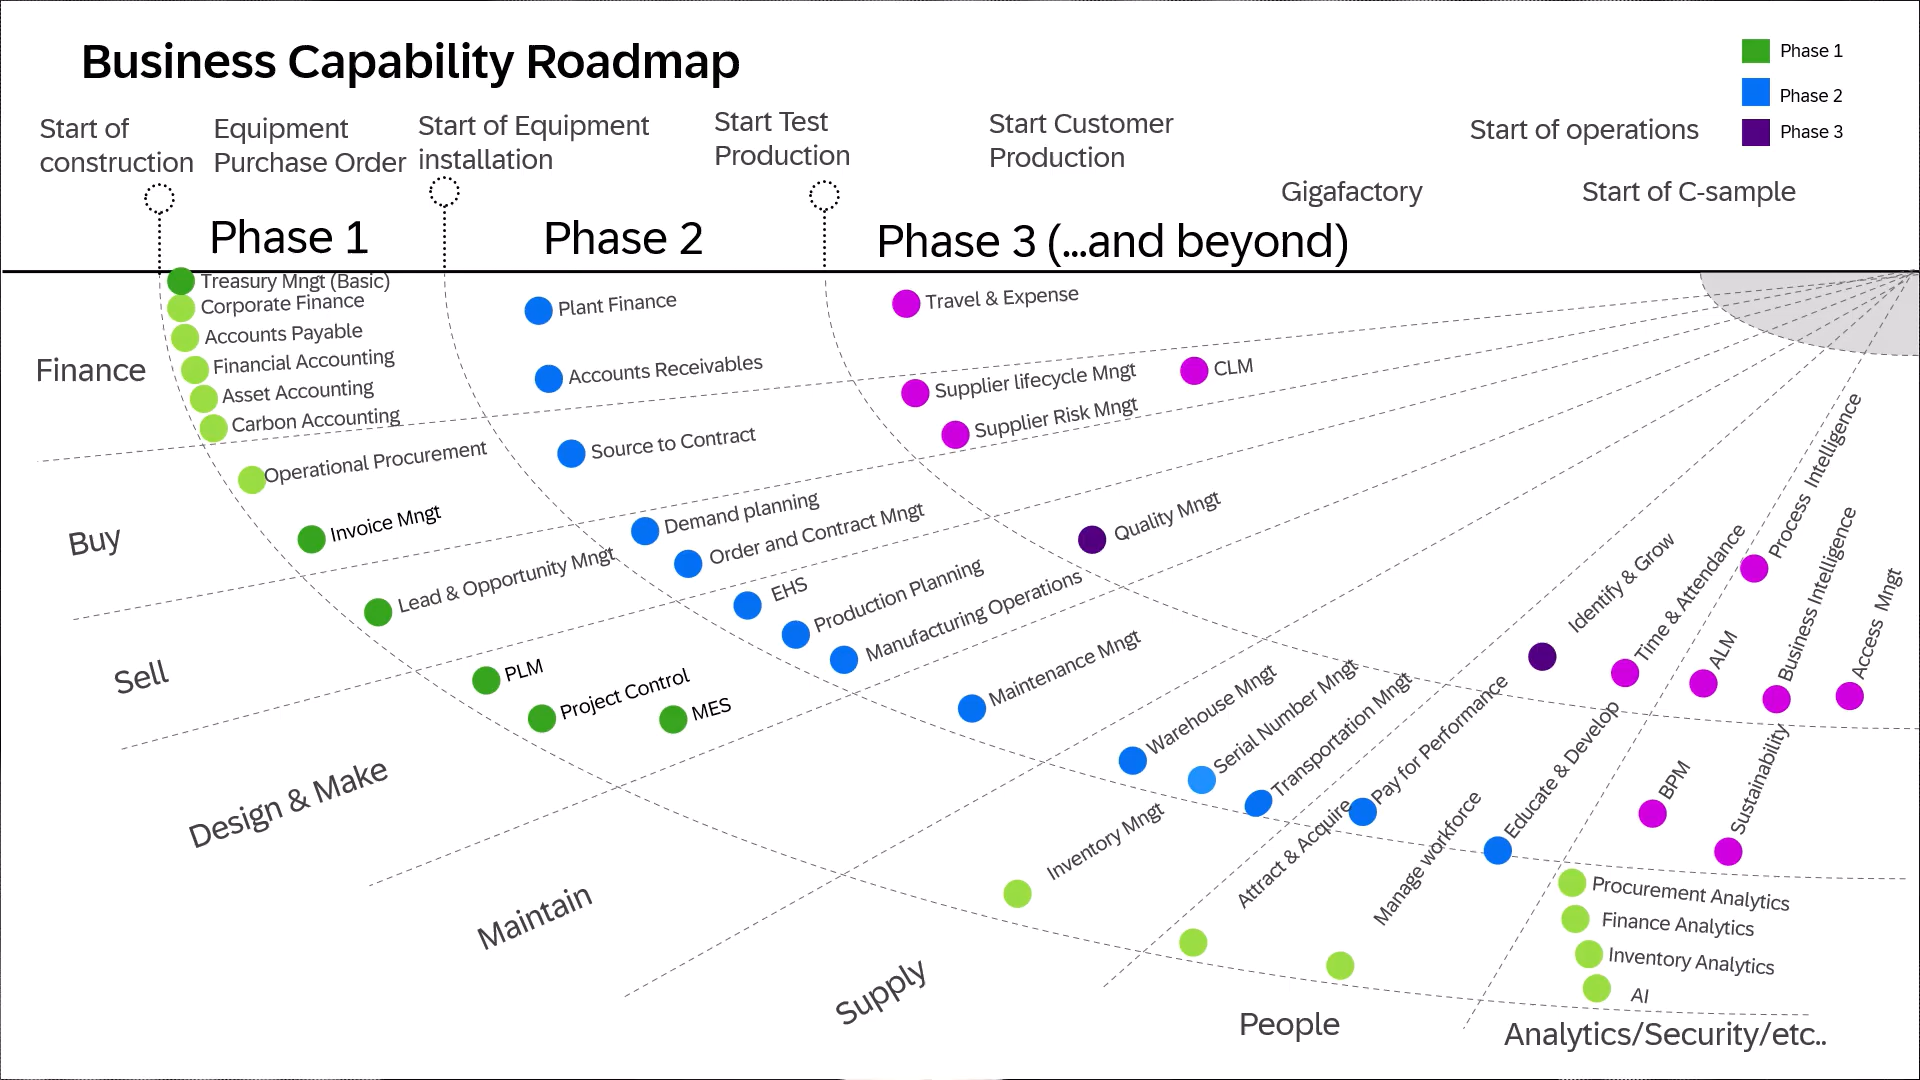 Business Capability Roadmap
Phase 1
Phase 2
Phase 3
Start of
construction
Equipment
Purchase Order
Start of Equipment
installation
Start Test
Production
Start Customer
Production
Start of operations
Gigafactory
Start of C-sample
Phase 1
Phase 2
Phase 3 (...and beyond)
Finance
Treasury Mngt (Basic)
Corporate Finance
Accounts Payable
Financial Accounting
Asset Accounting
Carbon Accounting
Plant Finance
Accounts Receivables
Travel & Expense
Buy
Operational Procurement
Invoice Mngt
Source to Contract
Supplier lifecycle Mngt
CLM
Supplier Risk Mngt
Sell
Lead & Opportunity Mngt
Demand planning
Order and Contract Mngt
Design & Make
PLM
Project Control
MES
EHS
Production Planning
Manufacturing Operations
Quality Mngt
Maintain
Maintenance Mngt
Supply
Inventory Mngt
Warehouse Mngt
Serial Number Mngt
Transportation Mngt
People
Attract & Acquire
Manage workforce
Pay for Performance
Educate & Develop
Identify & Grow
Time & Attendance
Analytics/Security/etc..
Process Intelligence
ALM
Business Intelligence
Access Mngt
BPM
Sustainability
Procurement Analytics
Finance Analytics
Inventory Analytics
AI